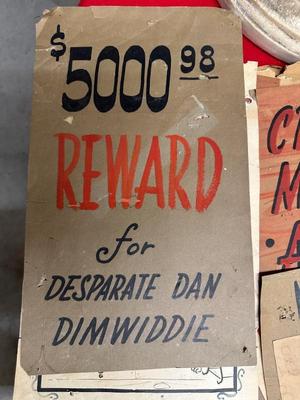 $5000 98
REWARD
for
DESPARATE DAN
DIMWIDDIE